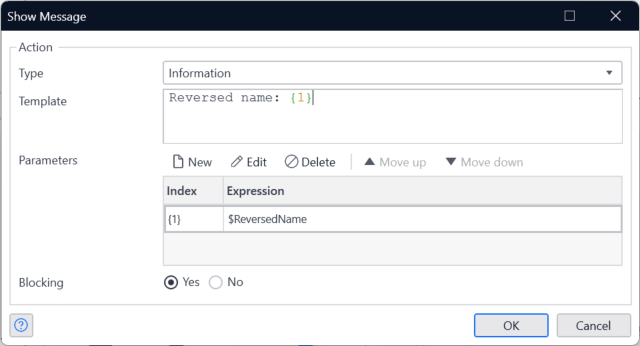 Show Message
Action
Type Information
Template Reversed name: {1}
Parameters New Edit Delete Move up Move down
Index Expression
{1} $ReversedName
Blocking Yes No
? OK Cancel